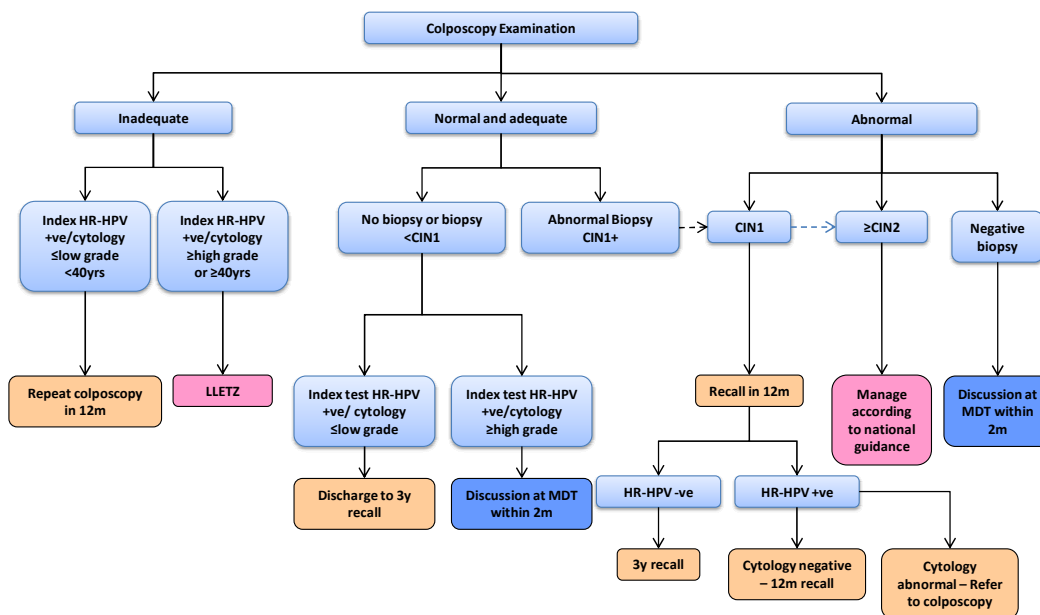 Colposcopy Examination
Inadequate
Normal and adequate
Abnormal
Index HR-HPV
+ve/cytology
≤low grade
<40yrs
Index HR-HPV
+ve/cytology
≥high grade
or ≥40yrs
No biopsy or biopsy
<CIN1
Abnormal Biopsy
CIN1+
CIN1
≥CIN2
Negative
biopsy
Repeat colposcopy
in 12m
LLETZ
Index test HR-HPV
+ve/ cytology
≤low grade
Index test HR-HPV
+ve/cytology
≥high grade
Recall in 12m
Manage
according
to national
guidance
Discussion at
MDT within
2m
Discharge to 3y
recall
Discussion at MDT
within 2m
HR-HPV -ve
HR-HPV +ve
3y recall
Cytology negative
– 12m recall
Cytology
abnormal – Refer
to colposcopy